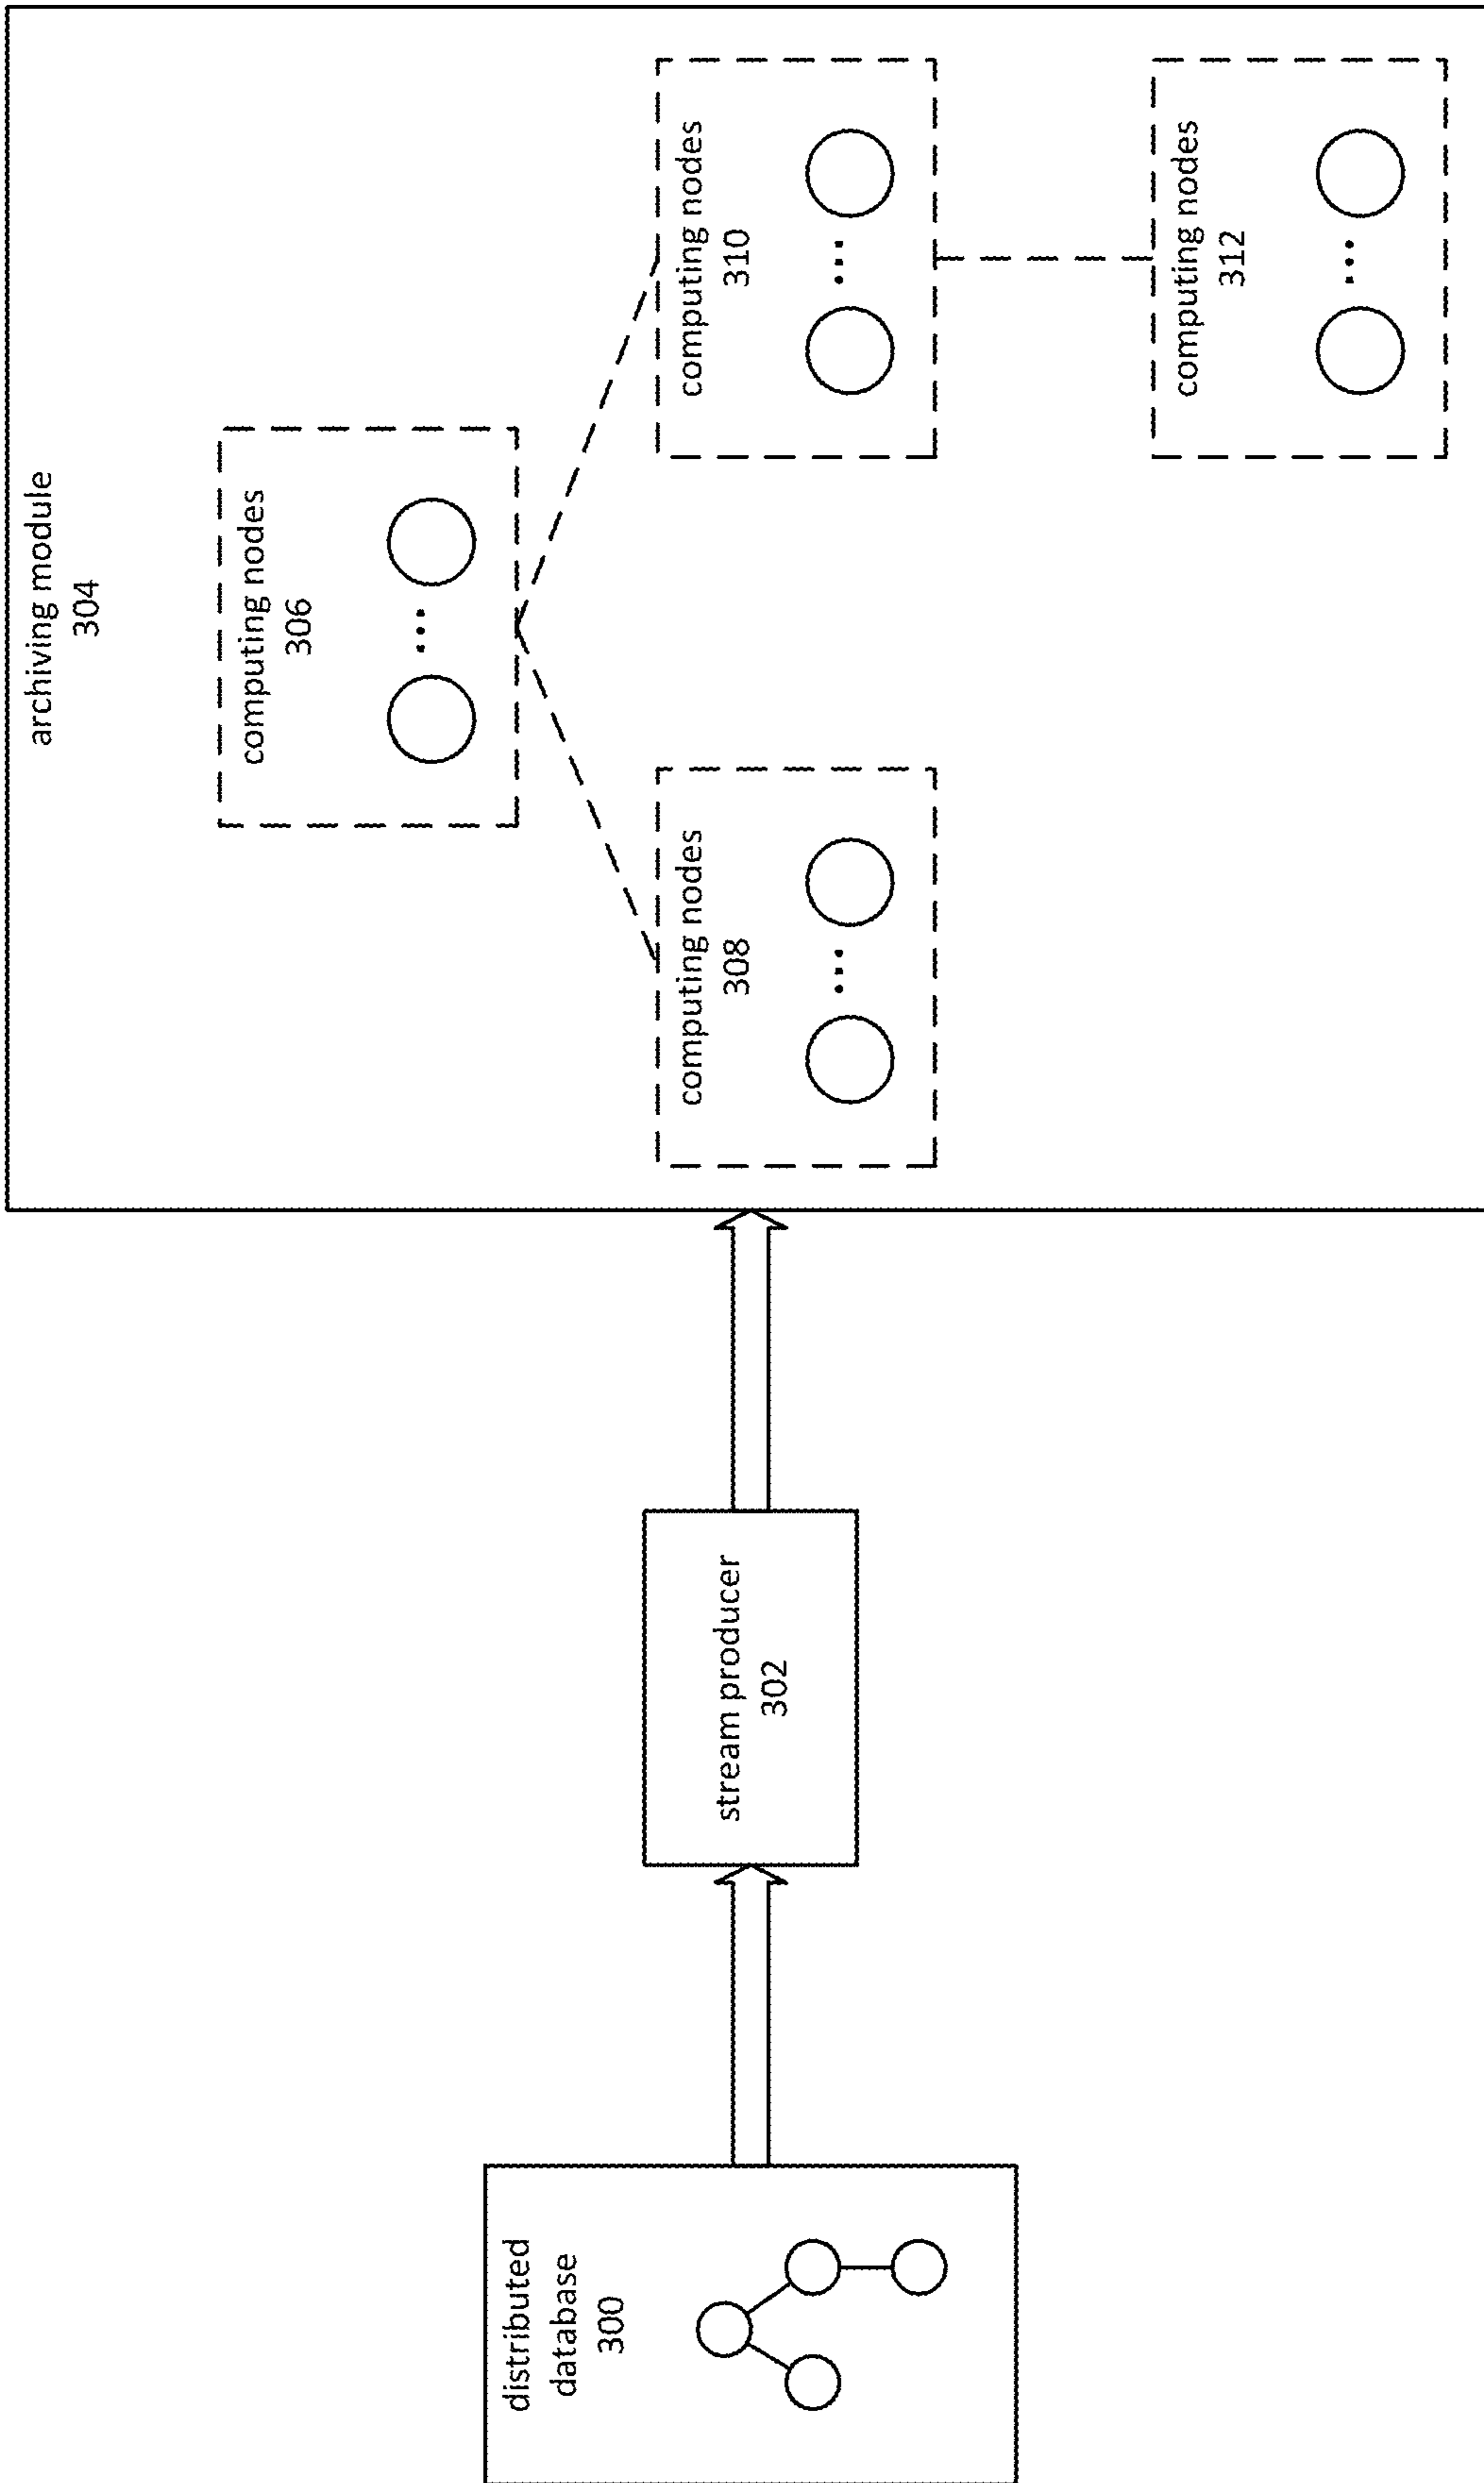 distributed
database
300
stream producer
302
archiving module
304
computing nodes
306
...
computing nodes
308
...
computing nodes
310
...
computing nodes
312
...